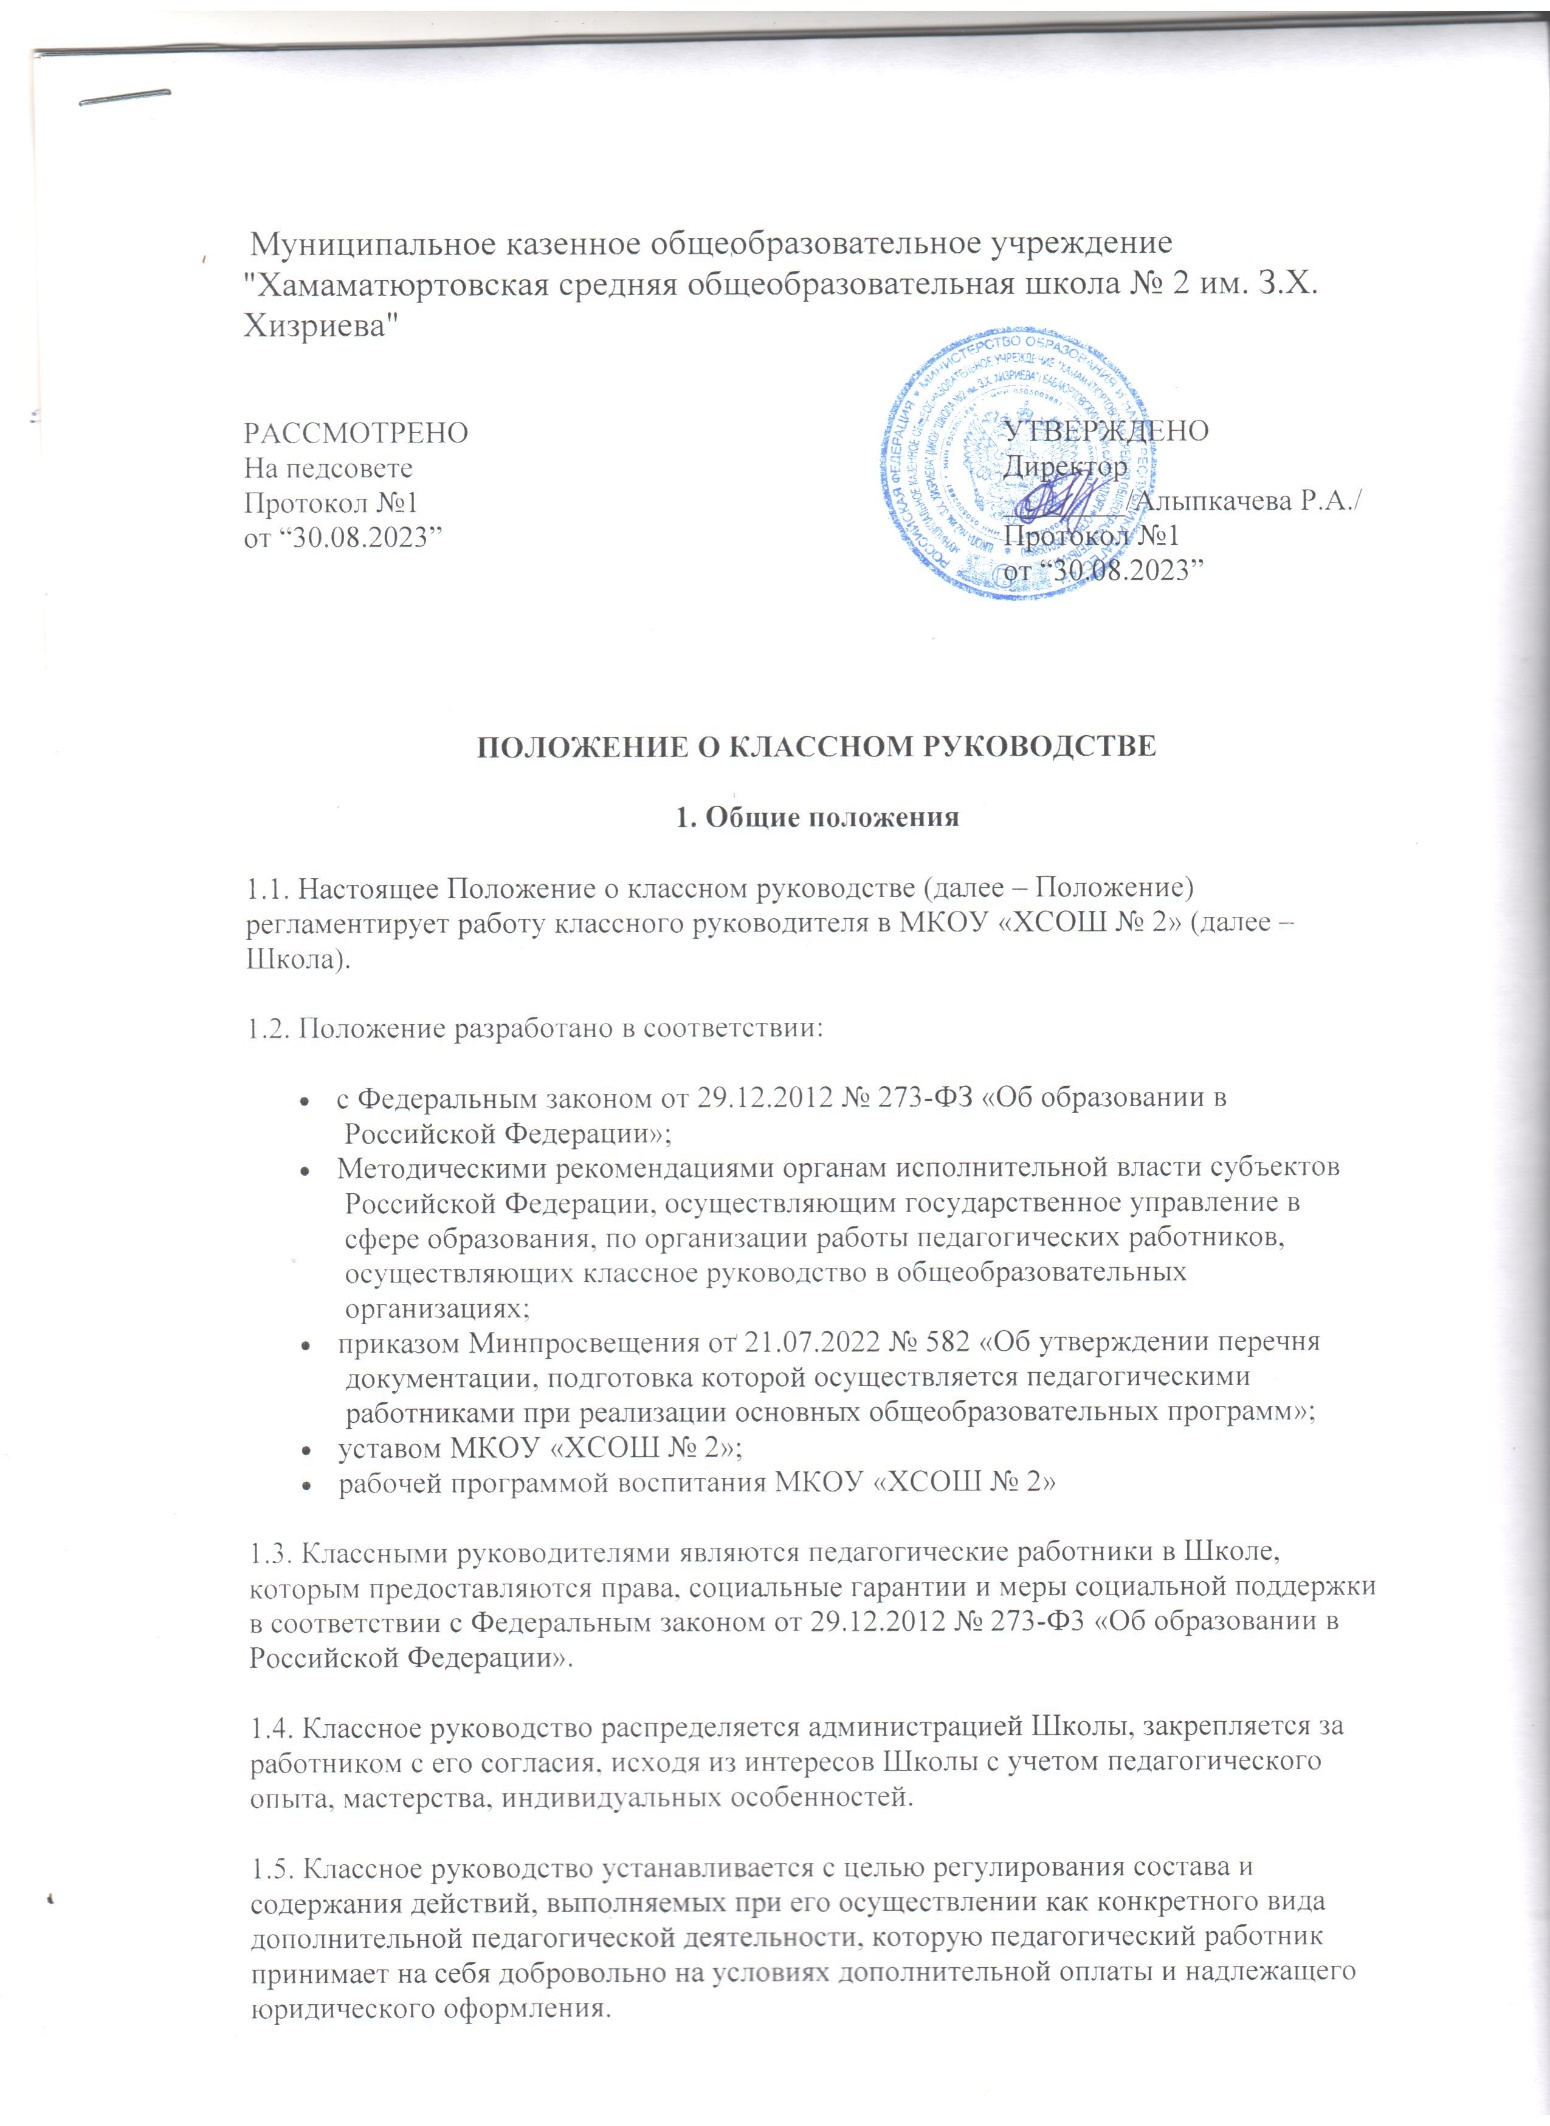 Муниципальное казенное общеобразовательное учреждение
"Хамаматюртовская средняя общеобразовательная школа № 2 им. З.Х.
Хизриева"
РАССМОТРЕНО
На педсовете
Протокол №1
от “30.08.2023”
УТВЕРЖДЕНО
Директор
________/Алыпкачева Р.А./
Протокол №1
от “30.08.2023”
РОССИЙСКАЯ ФЕДЕРАЦИЯ * МИНИСТЕРСТВО ОБРАЗОВАНИЯ И НАУКИ
ПОЛОЖЕНИЕ О КЛАССНОМ РУКОВОДСТВЕ
1. Общие положения
1.1. Настоящее Положение о классном руководстве (далее – Положение)
регламентирует работу классного руководителя в МКОУ «ХСОШ № 2» (далее –
Школа).
1.2. Положение разработано в соответствии:
• с Федеральным законом от 29.12.2012 № 273-ФЗ «Об образовании в
Российской Федерации»;
• Методическими рекомендациями органам исполнительной власти субъектов
Российской Федерации, осуществляющим государственное управление в
сфере образования, по организации работы педагогических работников,
осуществляющих классное руководство в общеобразовательных
организациях;
• приказом Минпросвещения от 21.07.2022 № 582 «Об утверждении перечня
документации, подготовка которой осуществляется педагогическими
работниками при реализации основных общеобразовательных программ»;
• уставом МКОУ «ХСОШ № 2»;
• рабочей программой воспитания МКОУ «ХСОШ № 2»
1.3. Классными руководителями являются педагогические работники в Школе,
которым предоставляются права, социальные гарантии и меры социальной поддержки
в соответствии с Федеральным законом от 29.12.2012 № 273-ФЗ «Об образовании в
Российской Федерации».
1.4. Классное руководство распределяется администрацией Школы, закрепляется за
работником с его согласия, исходя из интересов Школы с учетом педагогического
опыта, мастерства, индивидуальных особенностей.
1.5. Классное руководство устанавливается с целью регулирования состава и
содержания действий, выполняемых при его осуществлении как конкретного вида
дополнительной педагогической деятельности, которую педагогический работник
принимает на себя добровольно на условиях дополнительной оплаты и надлежащего
юридического оформления.